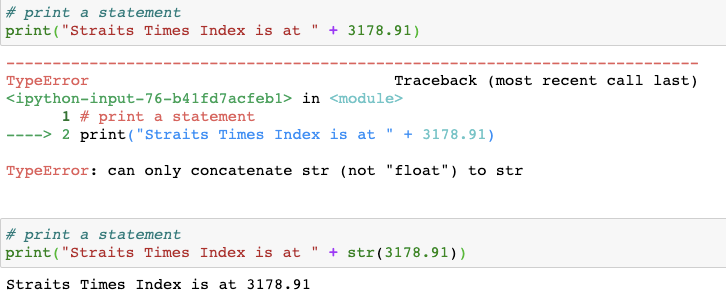 # print a statement
print("Straits Times Index is at " + 3178.91)
---------------------------------------------------------------------------
TypeError                                 Traceback (most recent call last)
<ipython-input-76-b41fd7acfeb1> in <module>
      1 # print a statement
----> 2 print("Straits Times Index is at " + 3178.91)
TypeError: can only concatenate str (not "float") to str
# print a statement
print("Straits Times Index is at " + str(3178.91))
Straits Times Index is at 3178.91